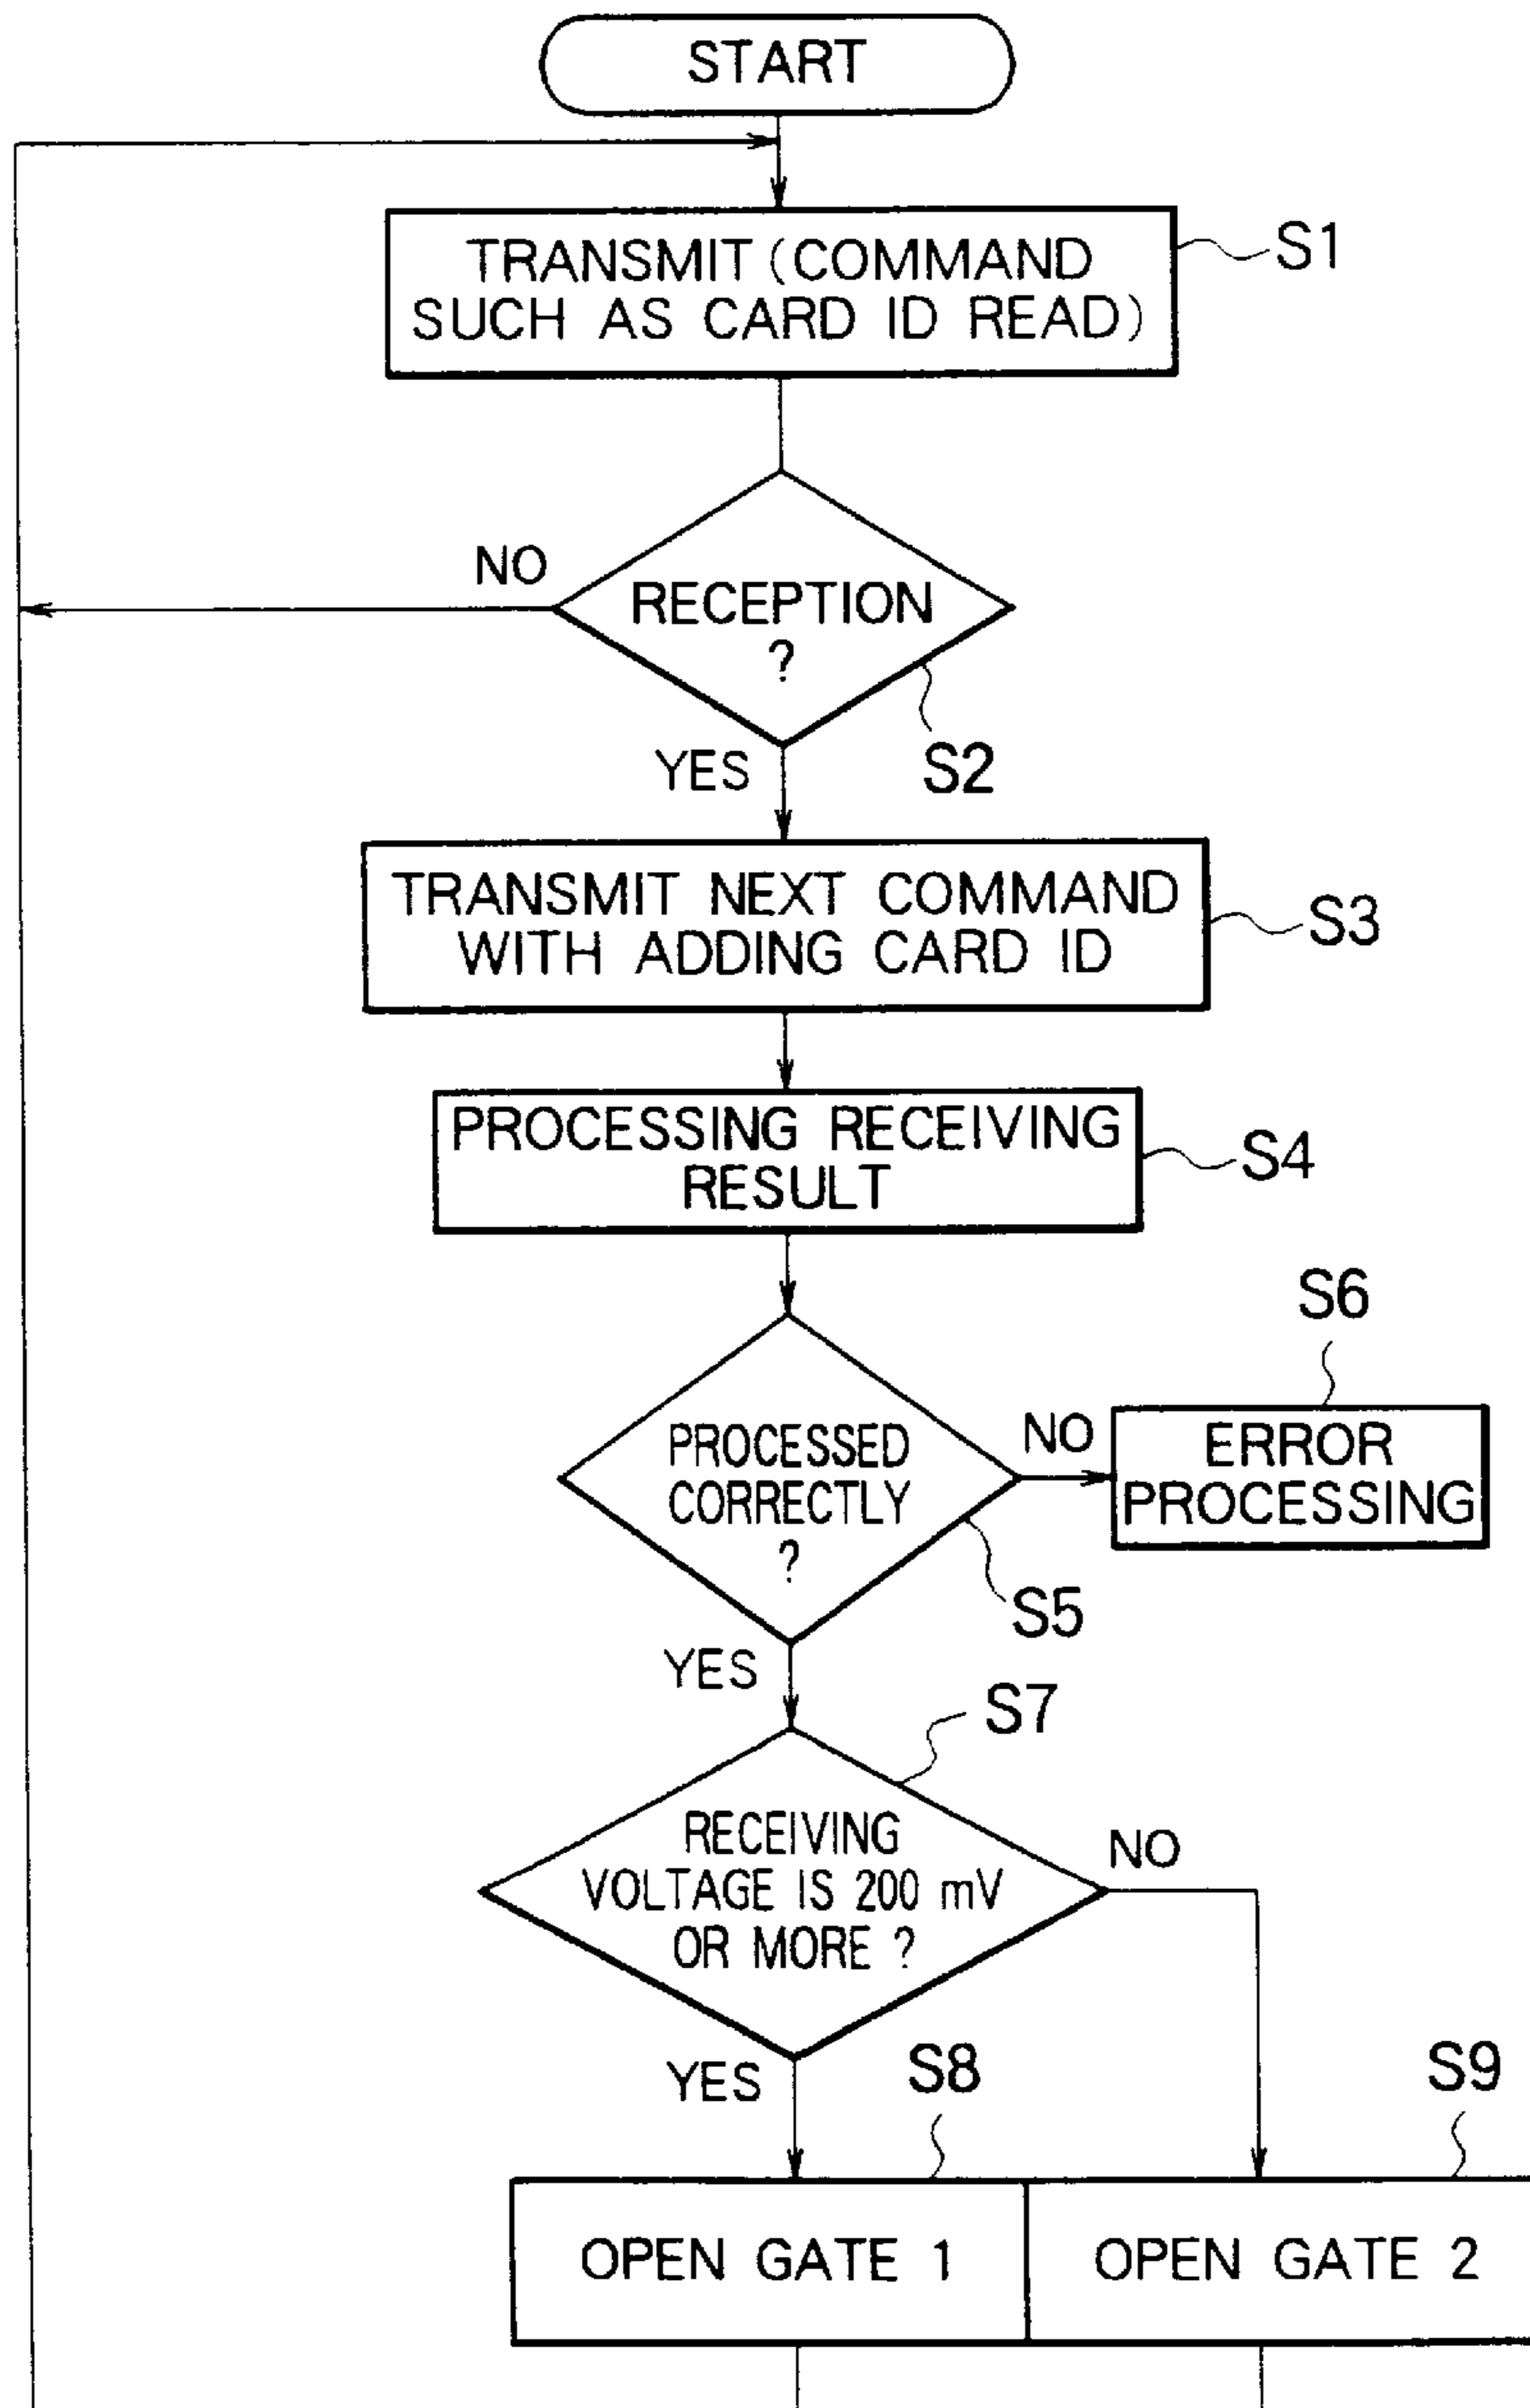 START
TRANSMIT (COMMAND
SUCH AS CARD ID READ)
S1
NO
RECEPTION
?
YES
S2
TRANSMIT NEXT COMMAND
WITH ADDING CARD ID
S3
PROCESSING RECEIVING
RESULT
S4
S6
PROCESSED
CORRECTLY
?
NO
ERROR
PROCESSING
S5
YES
S7
RECEIVING
VOLTAGE IS 200 mV
OR MORE ?
NO
YES
S8
S9
OPEN GATE 1
OPEN GATE 2